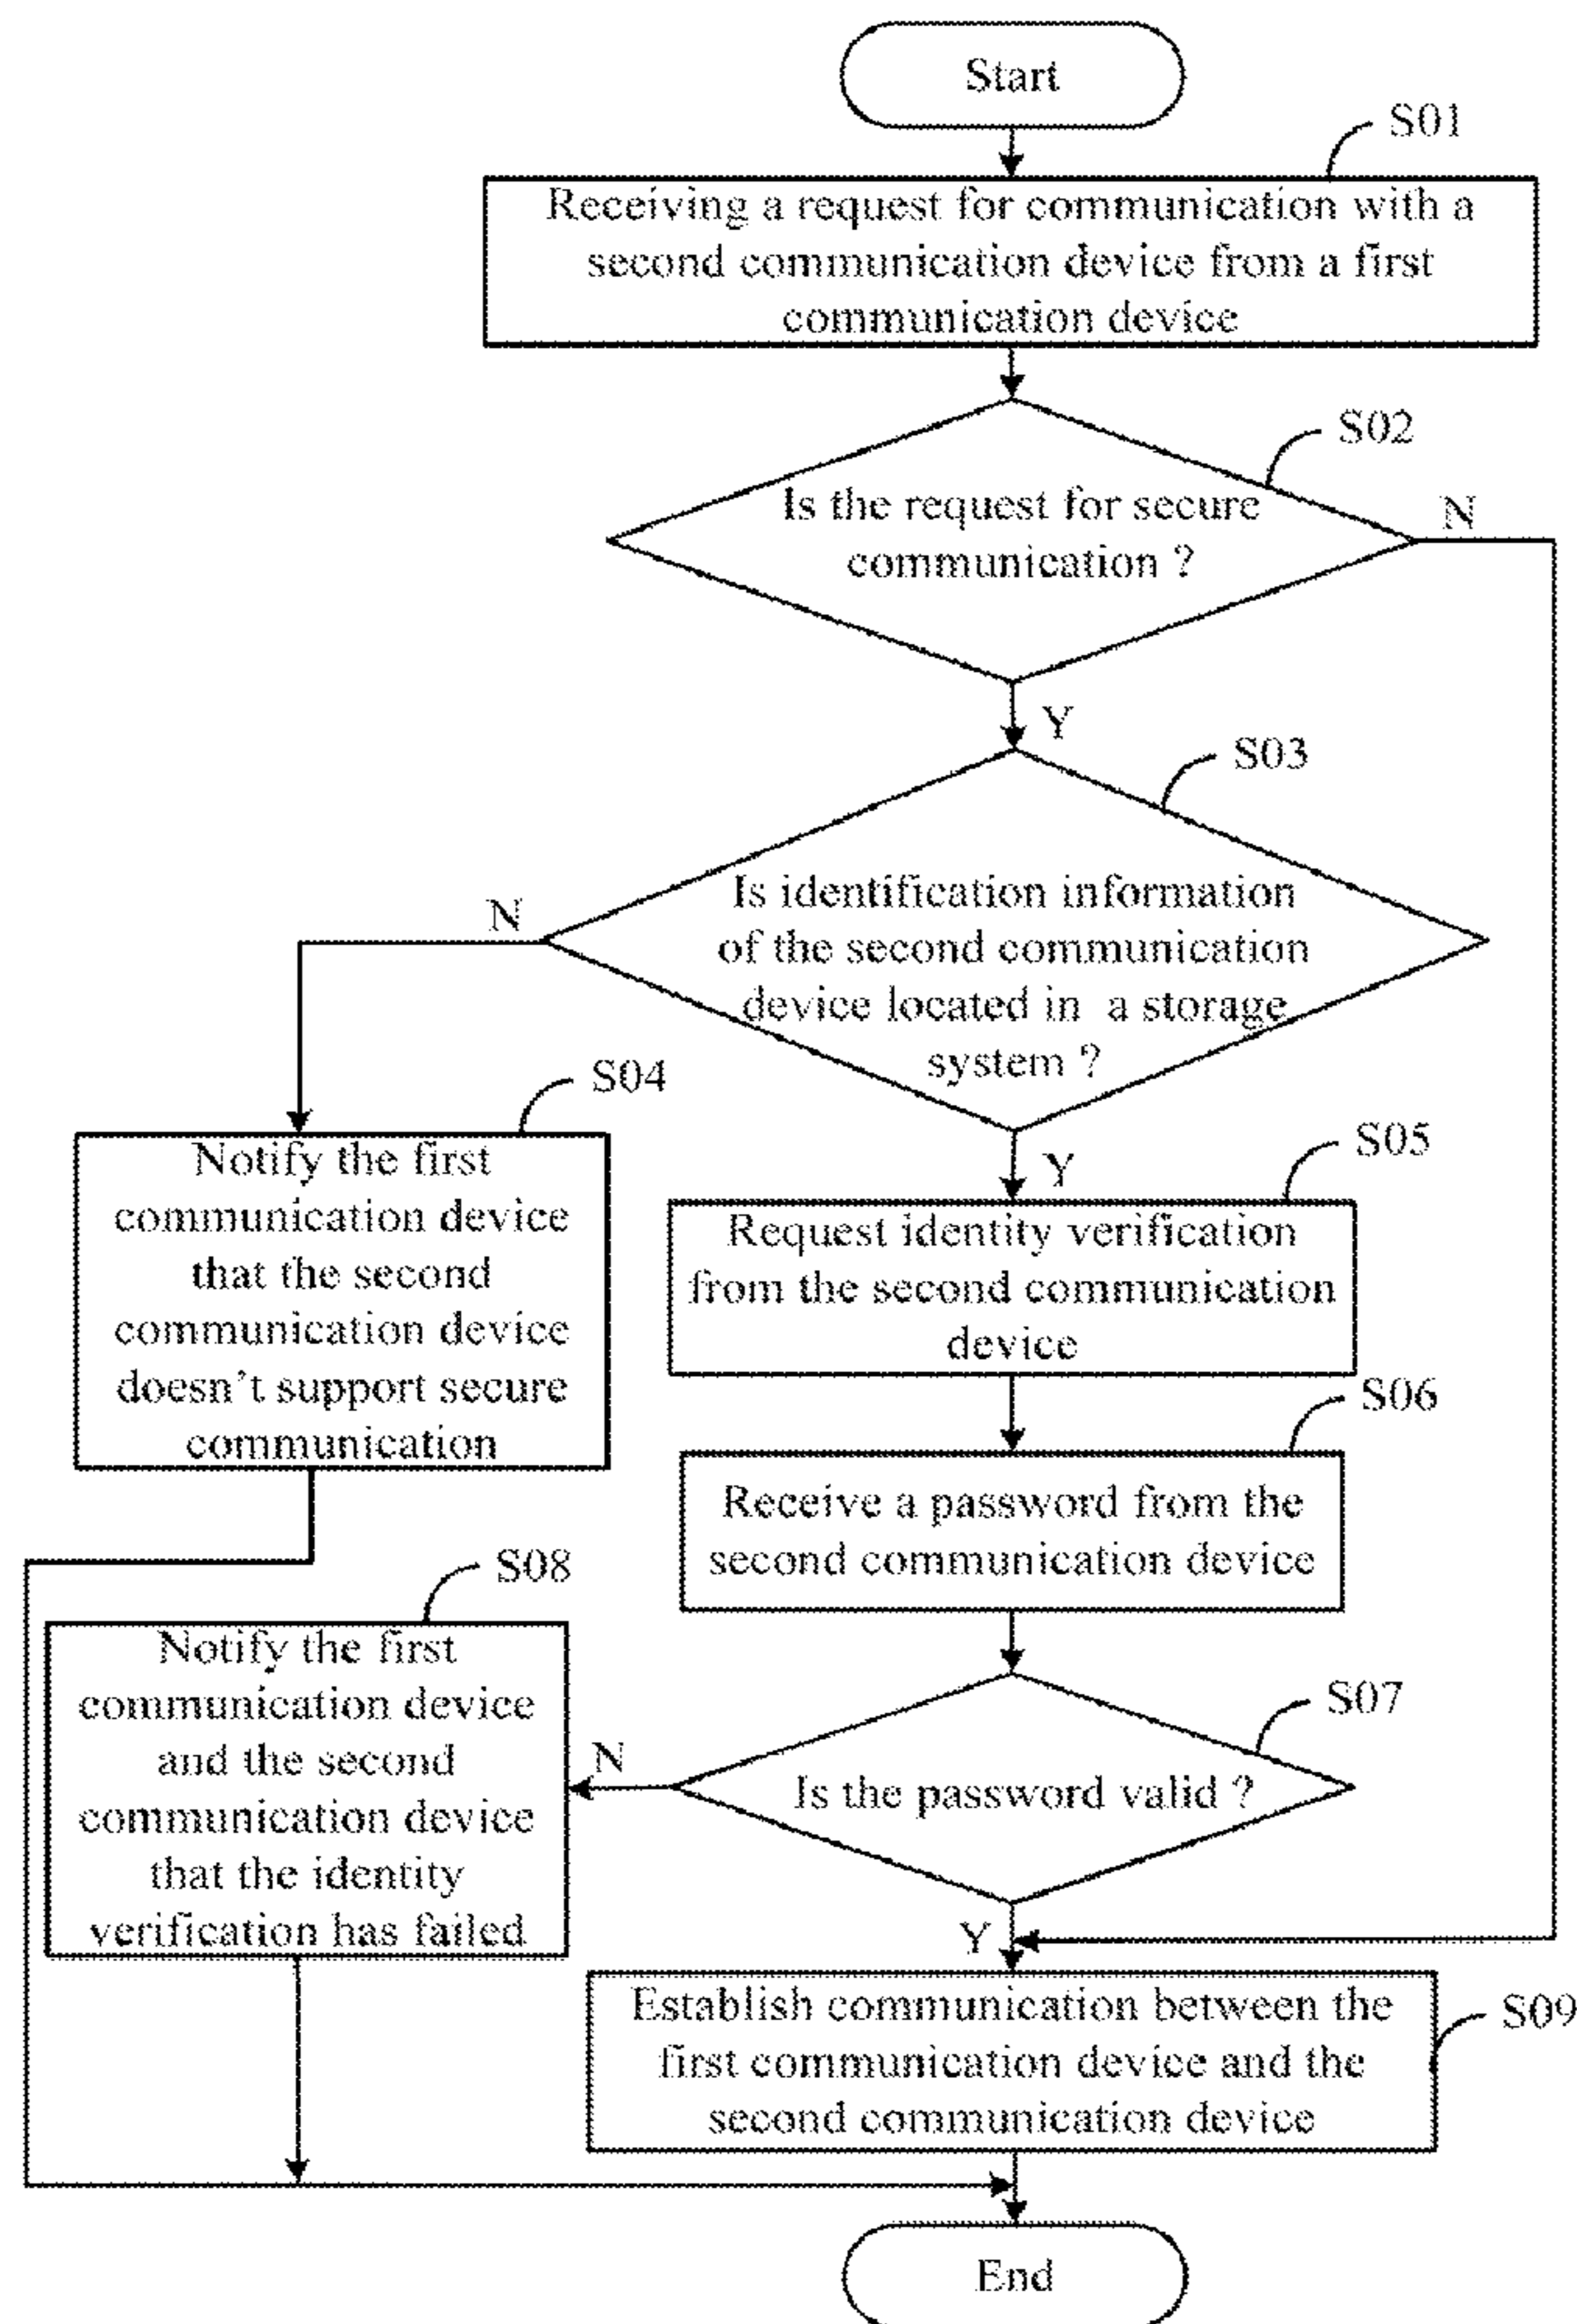 Start
S01
Receiving a request for communication with a
second communication device from a first
communication device
S02
Is the request for secure
communication ?
N
Y
S03
Is identification information
of the second communication
device located in a storage
system ?
N
Y
S04
Notify the first
communication device
that the second
communication device
doesn't support secure
communication
S05
Request identity verification
from the second communication
device
S06
Receive a password from the
second communication device
S07
Is the password valid ?
N
Y
S08
Notify the first
communication device
and the second
communication device
that the identity
verification has failed
S09
Establish communication between the
first communication device and the
second communication device
End